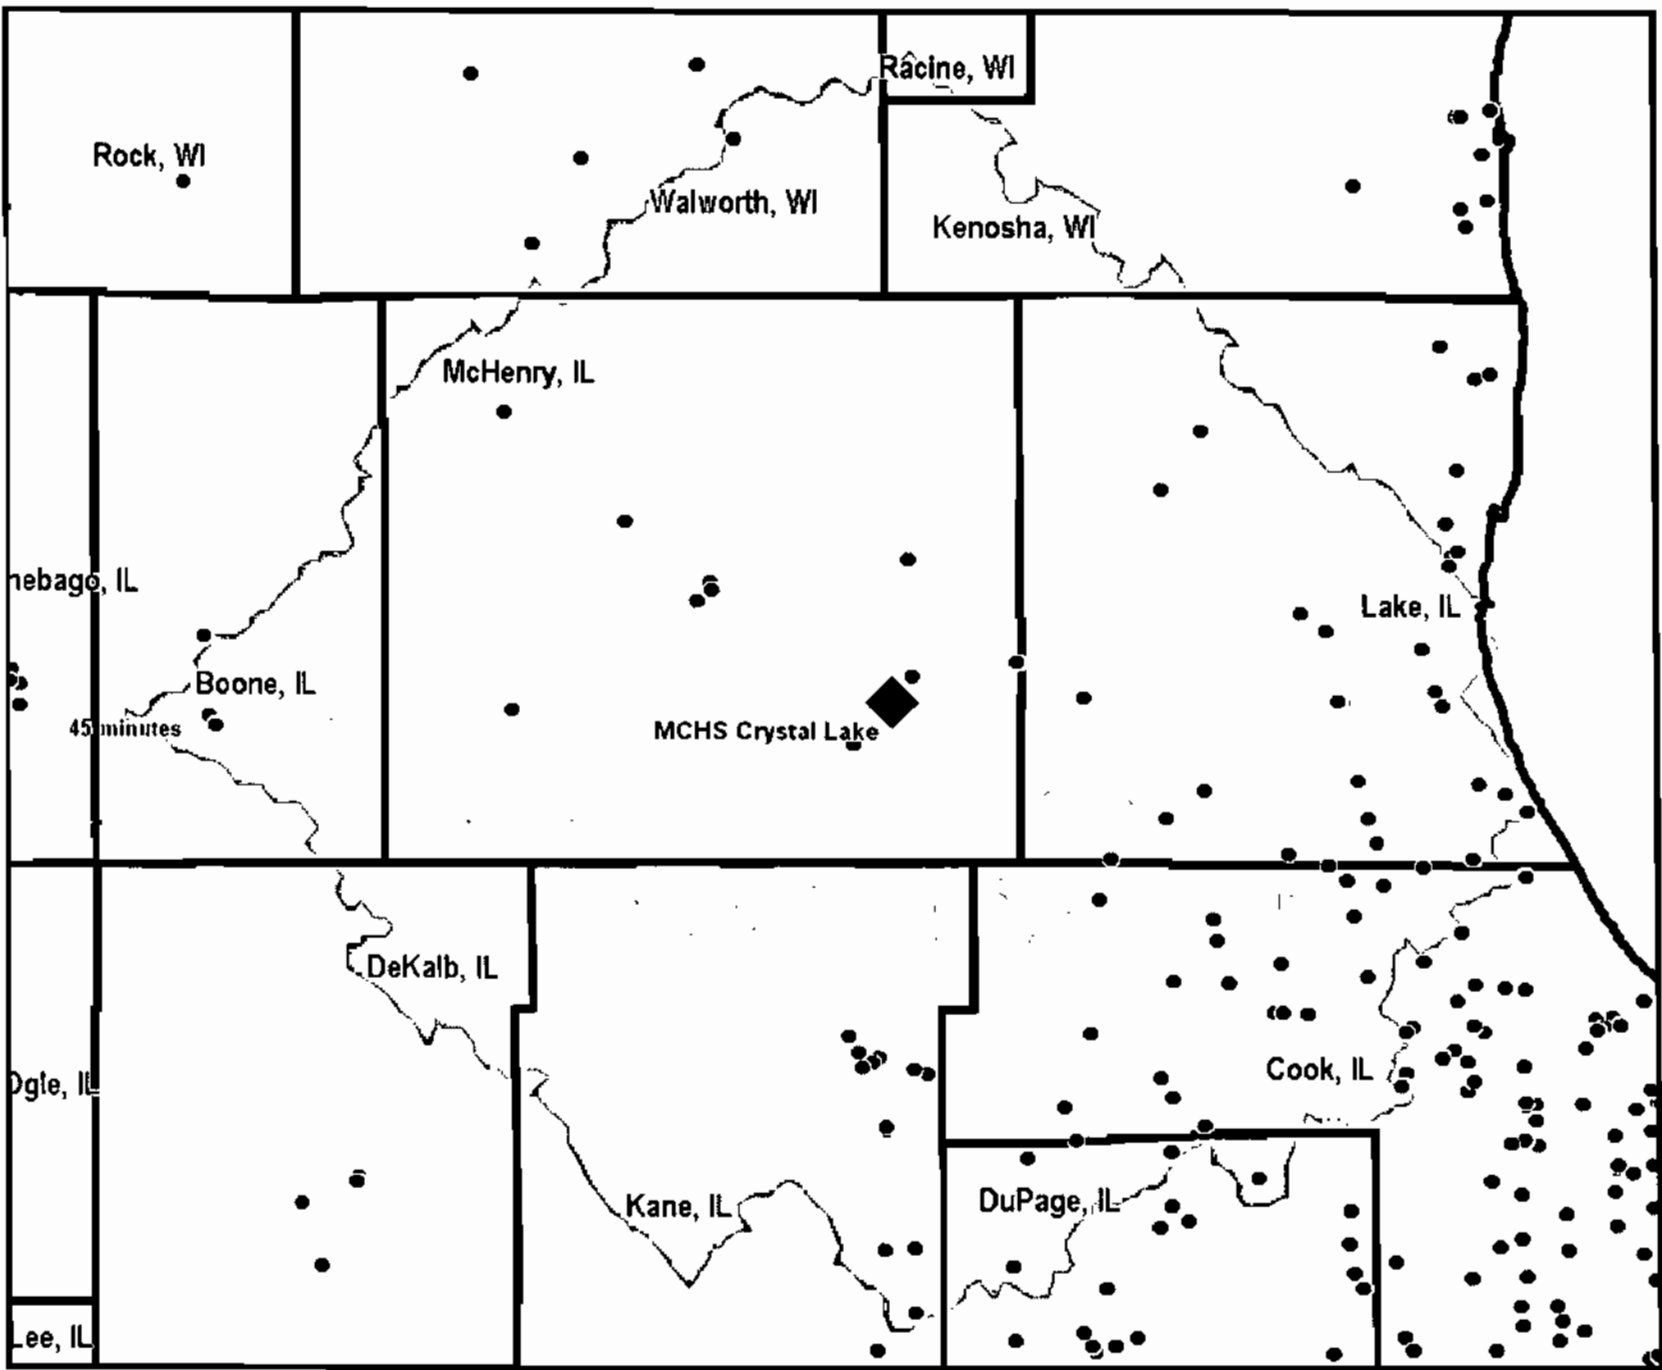 Racine, WI
Rock, WI
Walworth, WI
Kenosha, WI
McHenry, IL
nebago, IL
Lake, IL
Boone, IL
45 minutes
MCHS Crystal Lake
DeKalb, IL
Ogle, IL
Cook, IL
Kane, IL
DuPage, IL
Lee, IL